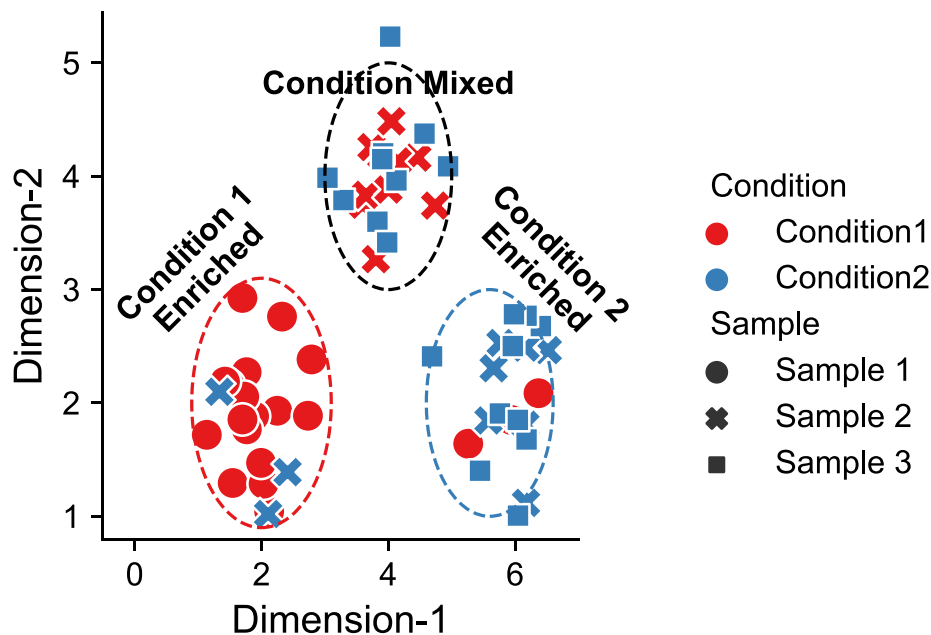 Condition Mixed
Condition 1
Enriched
Condition 2
Enriched
Dimension-2
5
4
3
2
1
0
2
4
6
Dimension-1
Condition
Condition1
Condition2
Sample
Sample 1
Sample 2
Sample 3